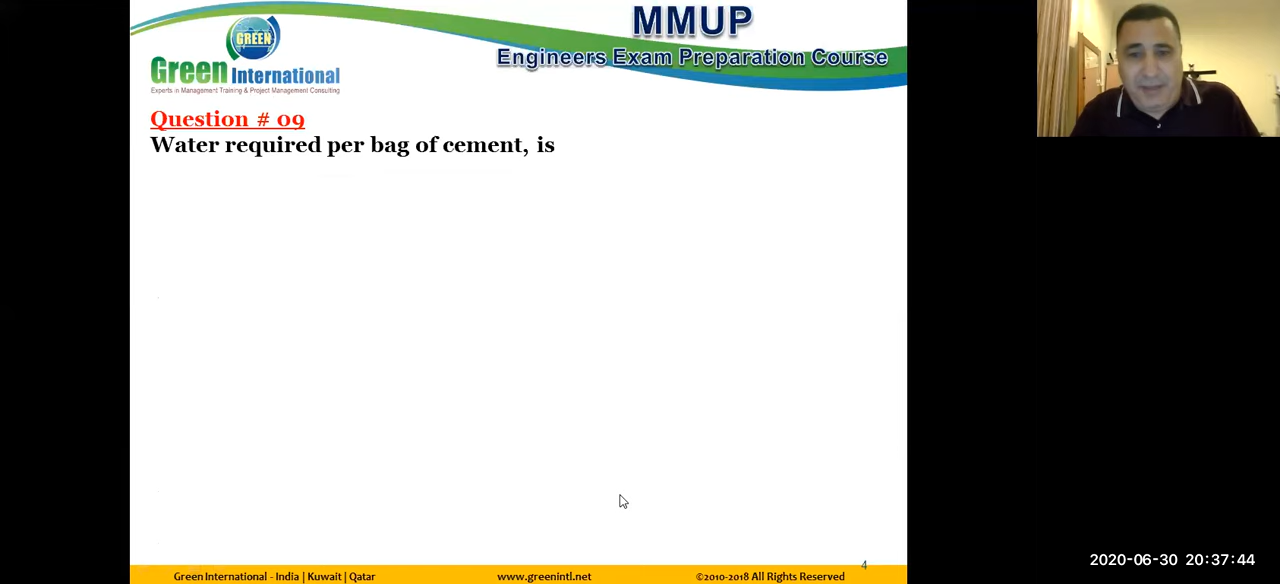 MMUP
Engineers Exam Preparation Course
GREEN
Green International
Experts in Management Training & Project Management Consulting
Question # 09
Water required per bag of cement, is
4
Green International - India | Kuwait | Qatar
www.greenintl.net
©2010-2018 All Rights Reserved
2020-06-30 20:37:44